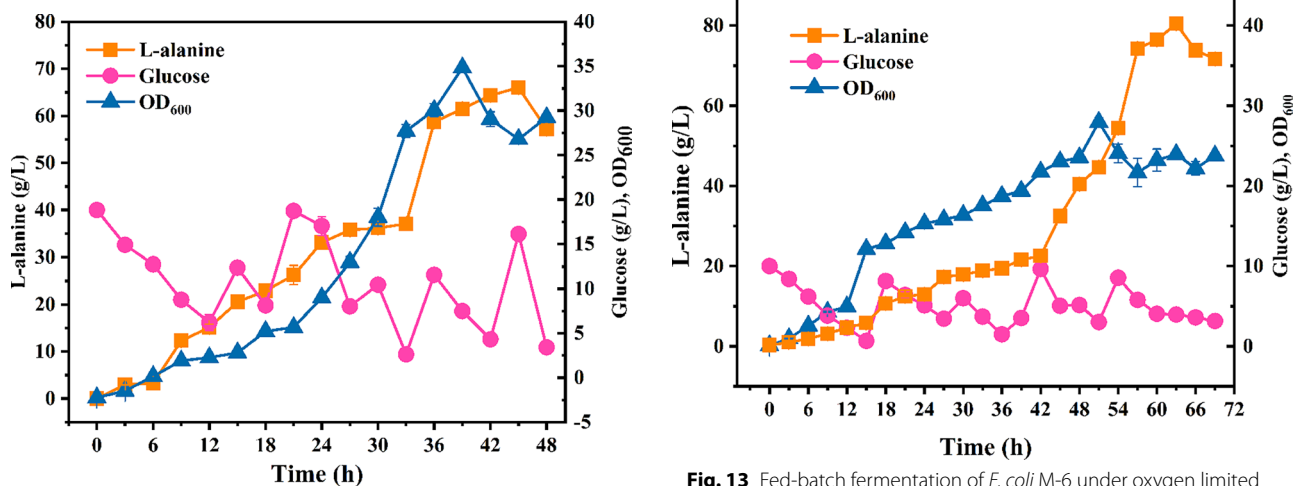 80
70
60
50
40
30
20
10
0
L-alanine (g/L)
40
35
30
25
20
15
10
5
0
-5
Glucose (g/L), OD600
L-alanine
Glucose
OD600
0 6 12 18 24 30 36 42 48
Time (h)
80
60
40
20
0
L-alanine (g/L)
40
30
20
10
0
Glucose (g/L), OD600
L-alanine
Glucose
OD600
0 6 12 18 24 30 36 42 48 54 60 66 72
Time (h)
Fig. 13 Fed-batch fermentation of E. coli M-6 under oxygen limited